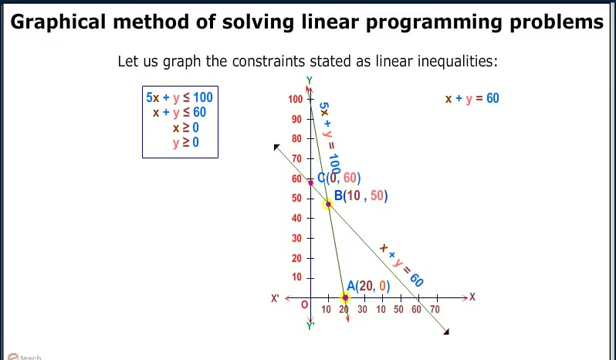 Graphical method of solving linear programming problems
Let us graph the constraints stated as linear inequalities:
5x + y ≤ 100
x + y ≤ 60
x ≥ 0
y ≥ 0
x + y = 60
Y
100
90
80
70
60
50
40
30
20
10
5x + y = 100
C(0, 60)
B(10 , 50)
x + y = 60
A(20, 0)
X'
X
O
10 20 30 10 50 60 70
Y'
e teach